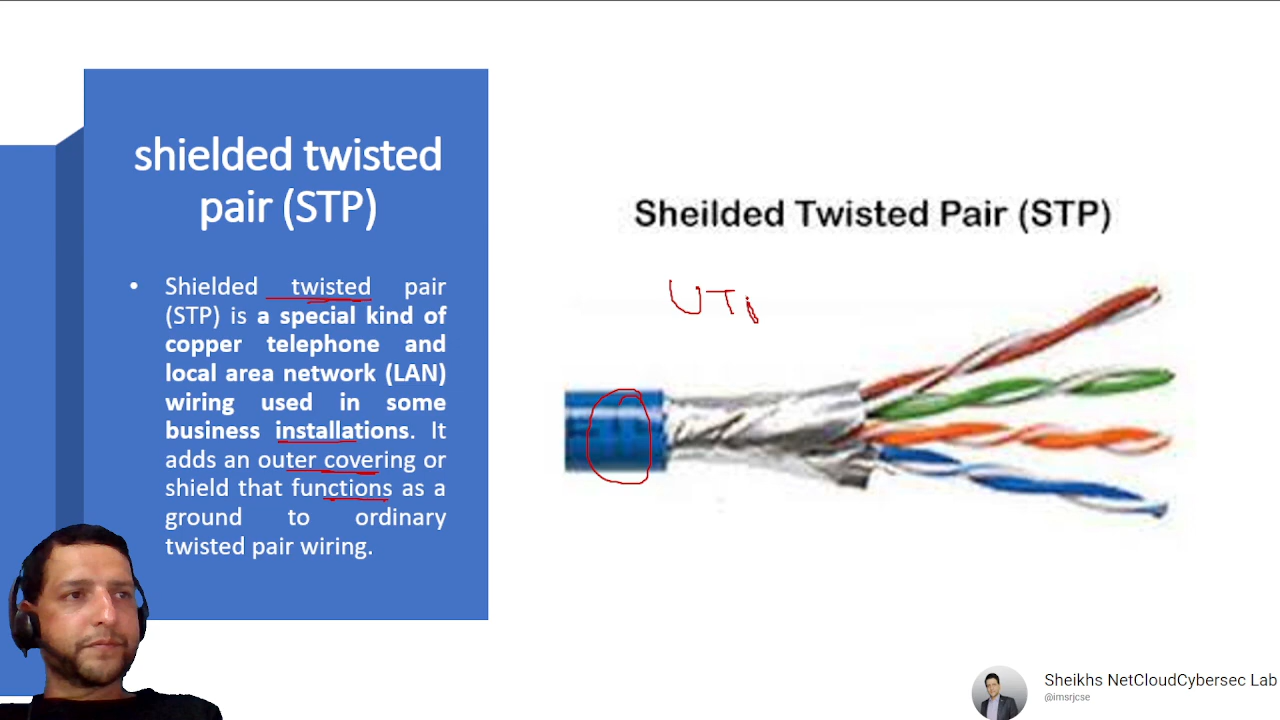 shielded twisted
pair (STP)
• Shielded twisted pair
(STP) is a special kind of
copper telephone and
local area network (LAN)
wiring used in some
business installations. It
adds an outer covering or
shield that functions as a
ground to ordinary
twisted pair wiring.
Sheilded Twisted Pair (STP)
UTP
Sheikhs NetCloudCybersec Lab
@imsrjcse